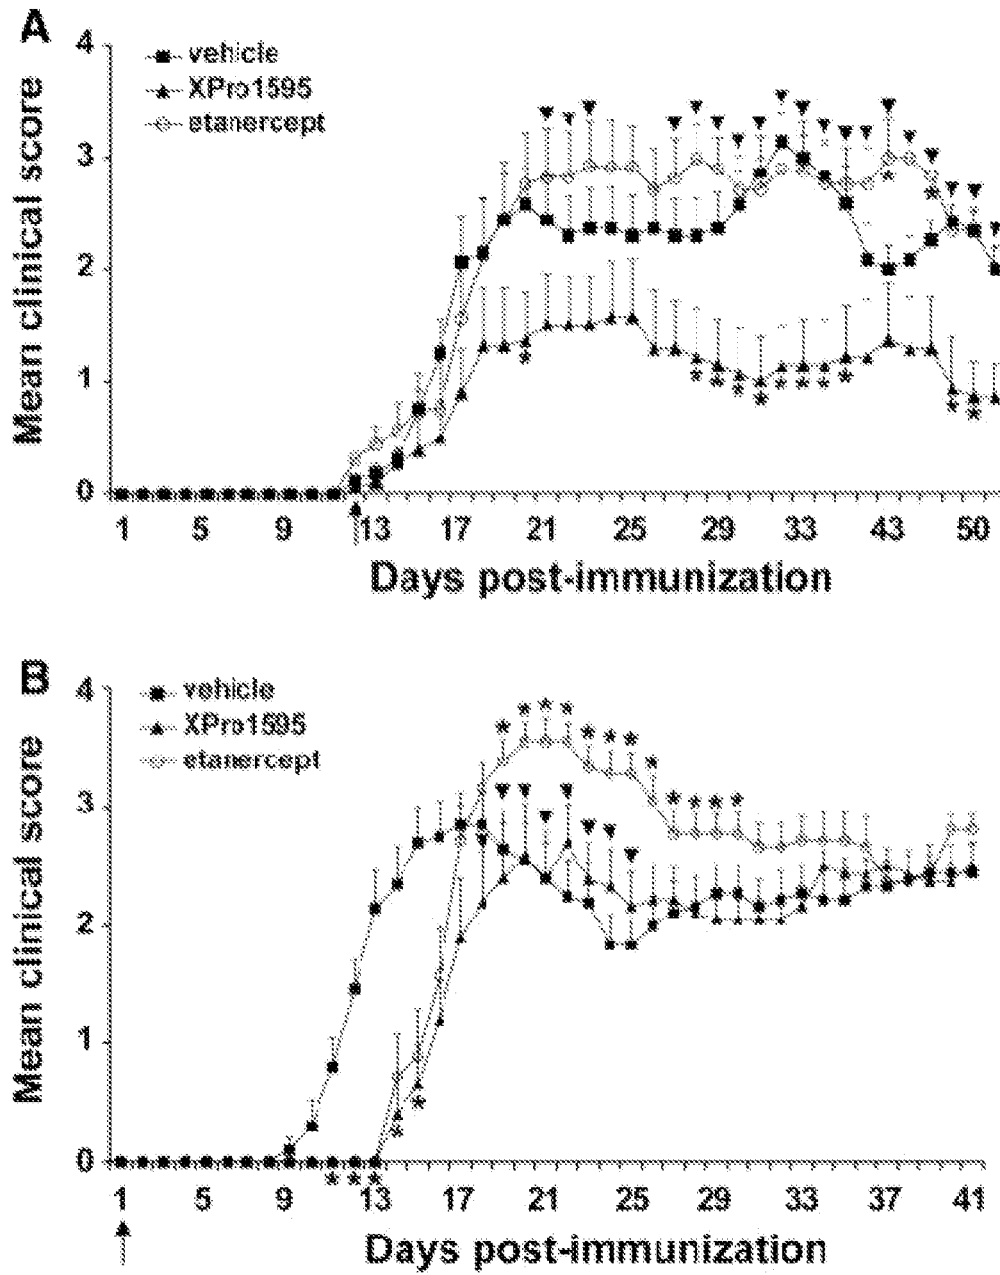 A
4
vehicle
XPro1595
etanercept
3
2
1
0
Mean clinical score
1 5 9 13 17 21 25 29 33 43 50
Days post-immunization
B
4
vehicle
XPro1595
etanercept
3
2
1
0
Mean clinical score
1 5 9 13 17 21 25 29 33 37 41
Days post-immunization